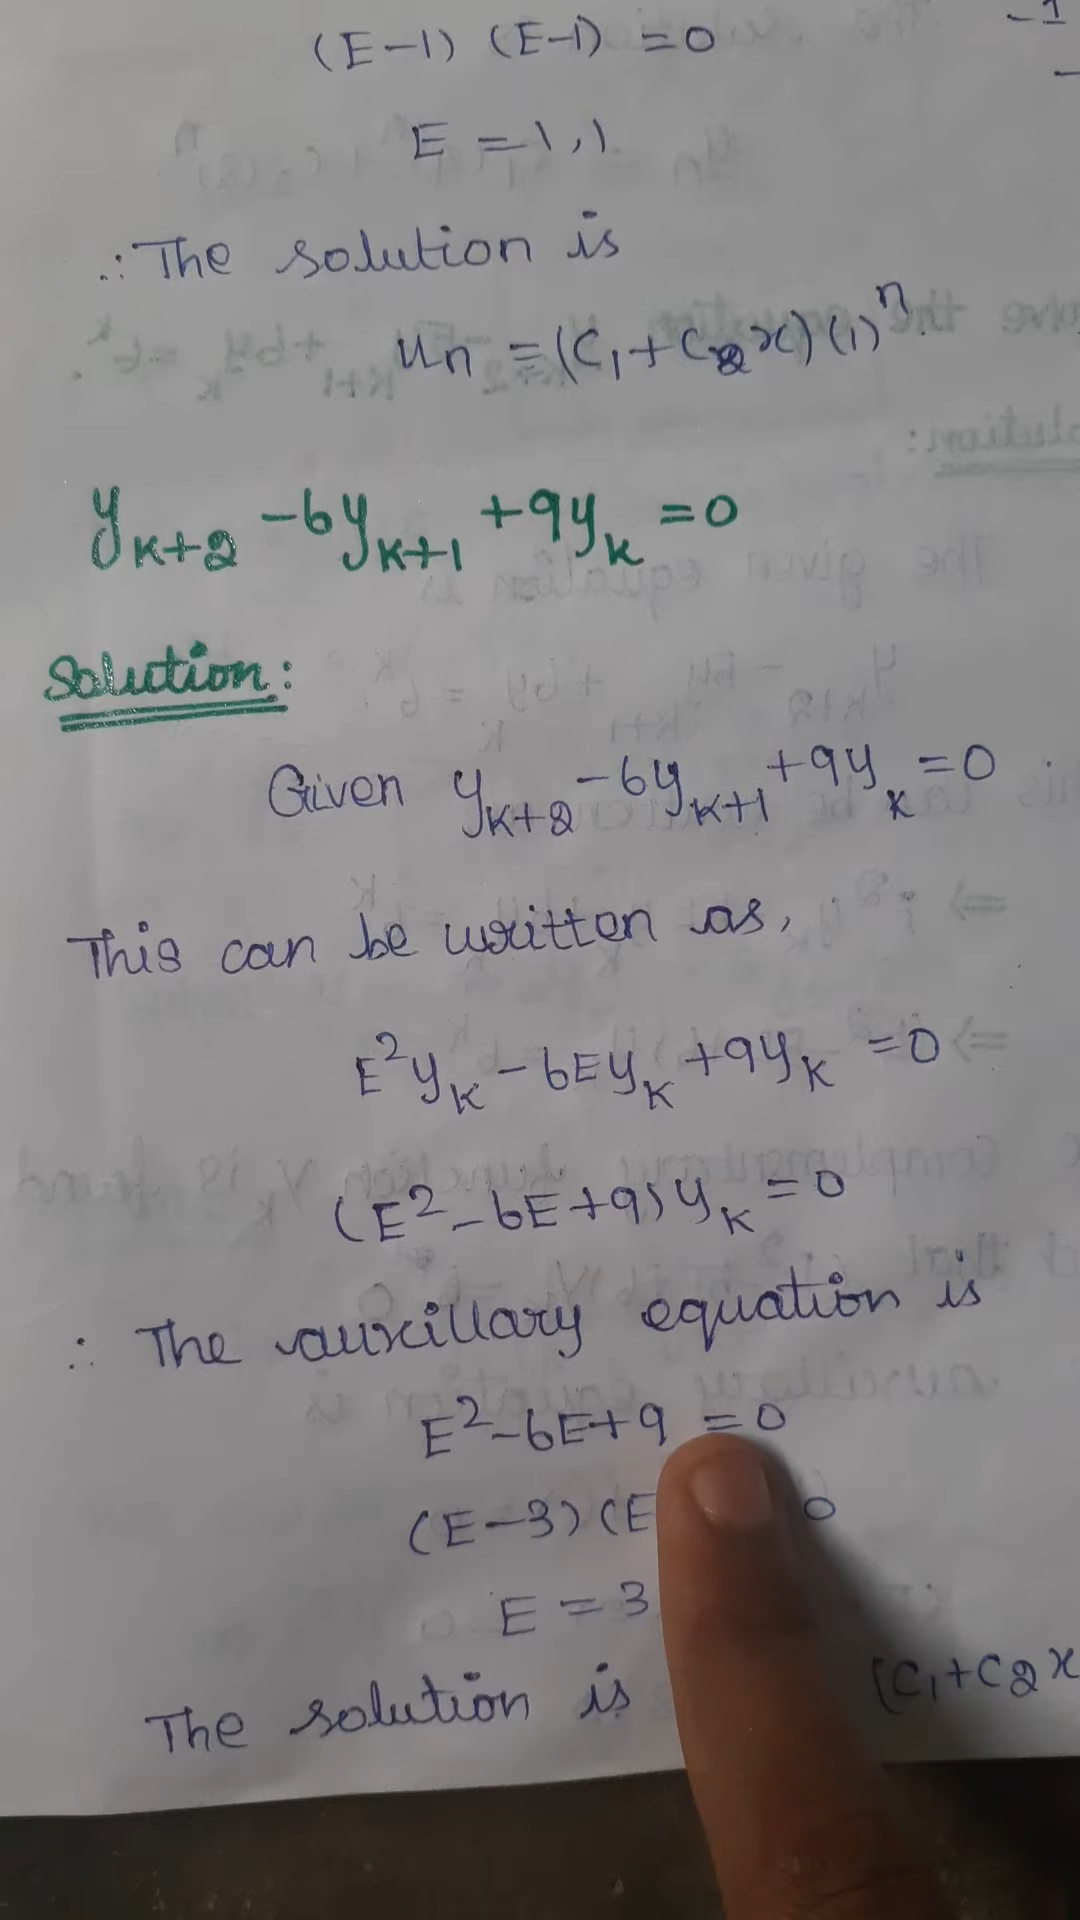 (E-1) (E-1) =0
-1
E =1,1
∴ The solution is
uₙ = (C₁+C₂x)(1)ⁿ.
yₖ₊₂ -6yₖ₊₁ +9yₖ =0
Solution:
Given yₖ₊₂ -6yₖ₊₁ +9yₖ =0
This can be written as,
E²yₖ -6Eyₖ +9yₖ =0
(E²-6E+9)yₖ =0
∴ The auxillary equation is
E²-6E+9 =0
(E-3)(E 0
E =3
The solution is (C₁+C₂x